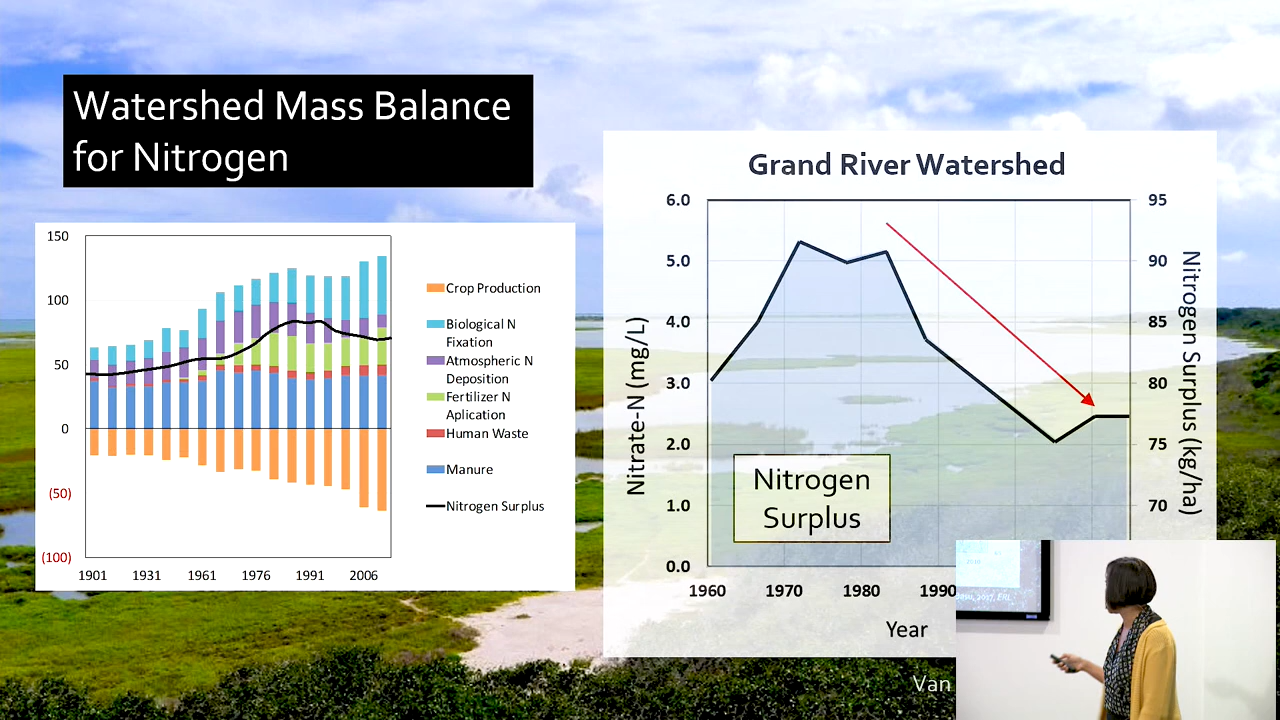 Watershed Mass Balance
for Nitrogen
150
100
50
0
(50)
(100)
1901
1931
1961
1976
1991
2006
Crop Production
Biological N
Fixation
Atmospheric N
Deposition
Fertilizer N
Aplication
Human Waste
Manure
Nitrogen Surplus
Grand River Watershed
6.0
5.0
4.0
3.0
2.0
1.0
0.0
Nitrate-N (mg/L)
95
90
85
80
75
70
Nitrogen Surplus (kg/ha)
Nitrogen
Surplus
1960
1970
1980
1990
Year
Van
2017, ERL